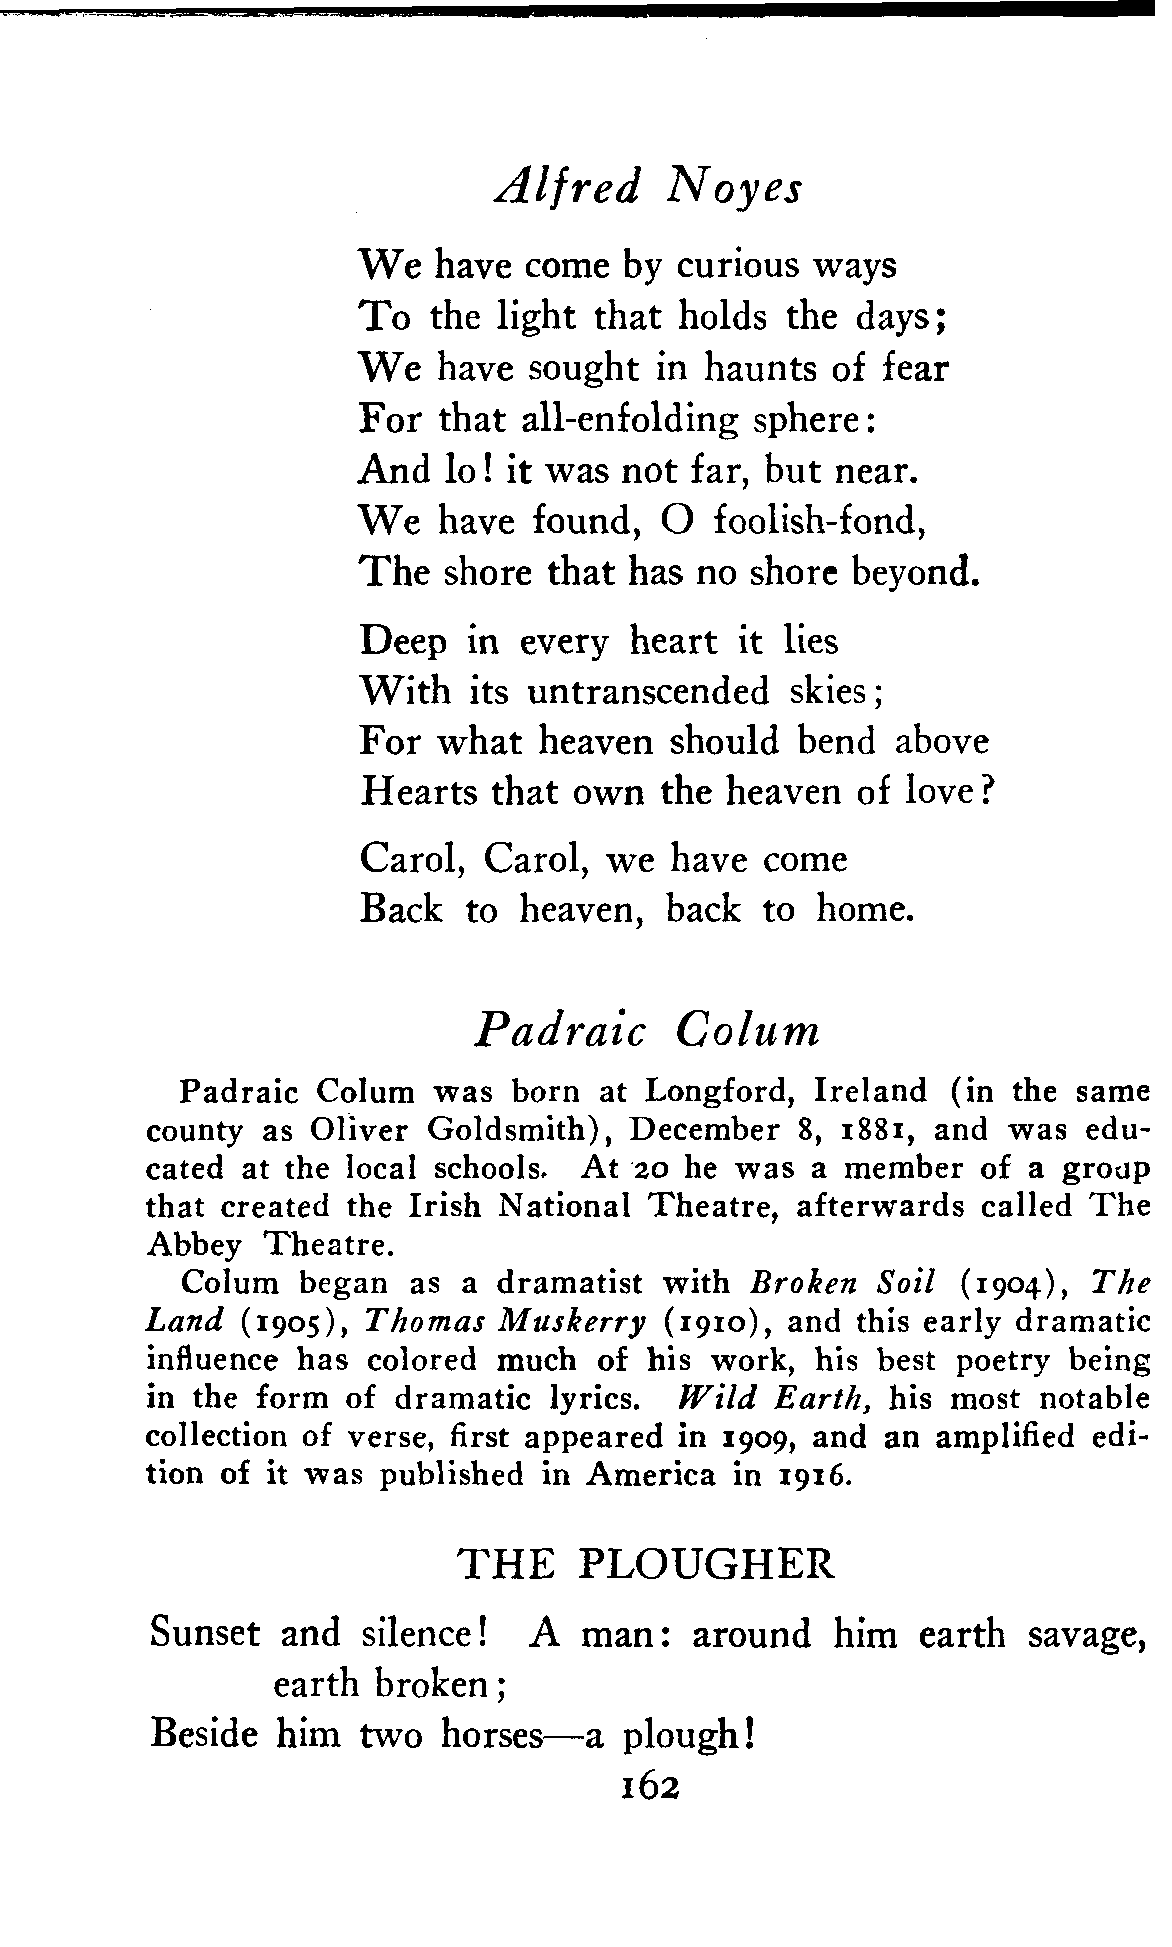 Alfred Noyes
We have come by curious ways
To the light that holds the days;
We have sought in haunts of fear
For that all-enfolding sphere:
And lo! it was not far, but near.
We have found, O foolish-fond,
The shore that has no shore beyond.
Deep in every heart it lies
With its untranscended skies;
For what heaven should bend above
Hearts that own the heaven of love?
Carol, Carol, we have come
Back to heaven, back to home.
Padraic Colum
Padraic Colum was born at Longford, Ireland (in the same
county as Oliver Goldsmith), December 8, 1881, and was edu-
cated at the local schools. At 20 he was a member of a group
that created the Irish National Theatre, afterwards called The
Abbey Theatre.
Colum began as a dramatist with Broken Soil (1904), The
Land (1905), Thomas Muskerry (1910), and this early dramatic
influence has colored much of his work, his best poetry being
in the form of dramatic lyrics. Wild Earth, his most notable
collection of verse, first appeared in 1909, and an amplified edi-
tion of it was published in America in 1916.
THE PLOUGHER
Sunset and silence! A man: around him earth savage,
earth broken;
Beside him two horses—a plough!
162